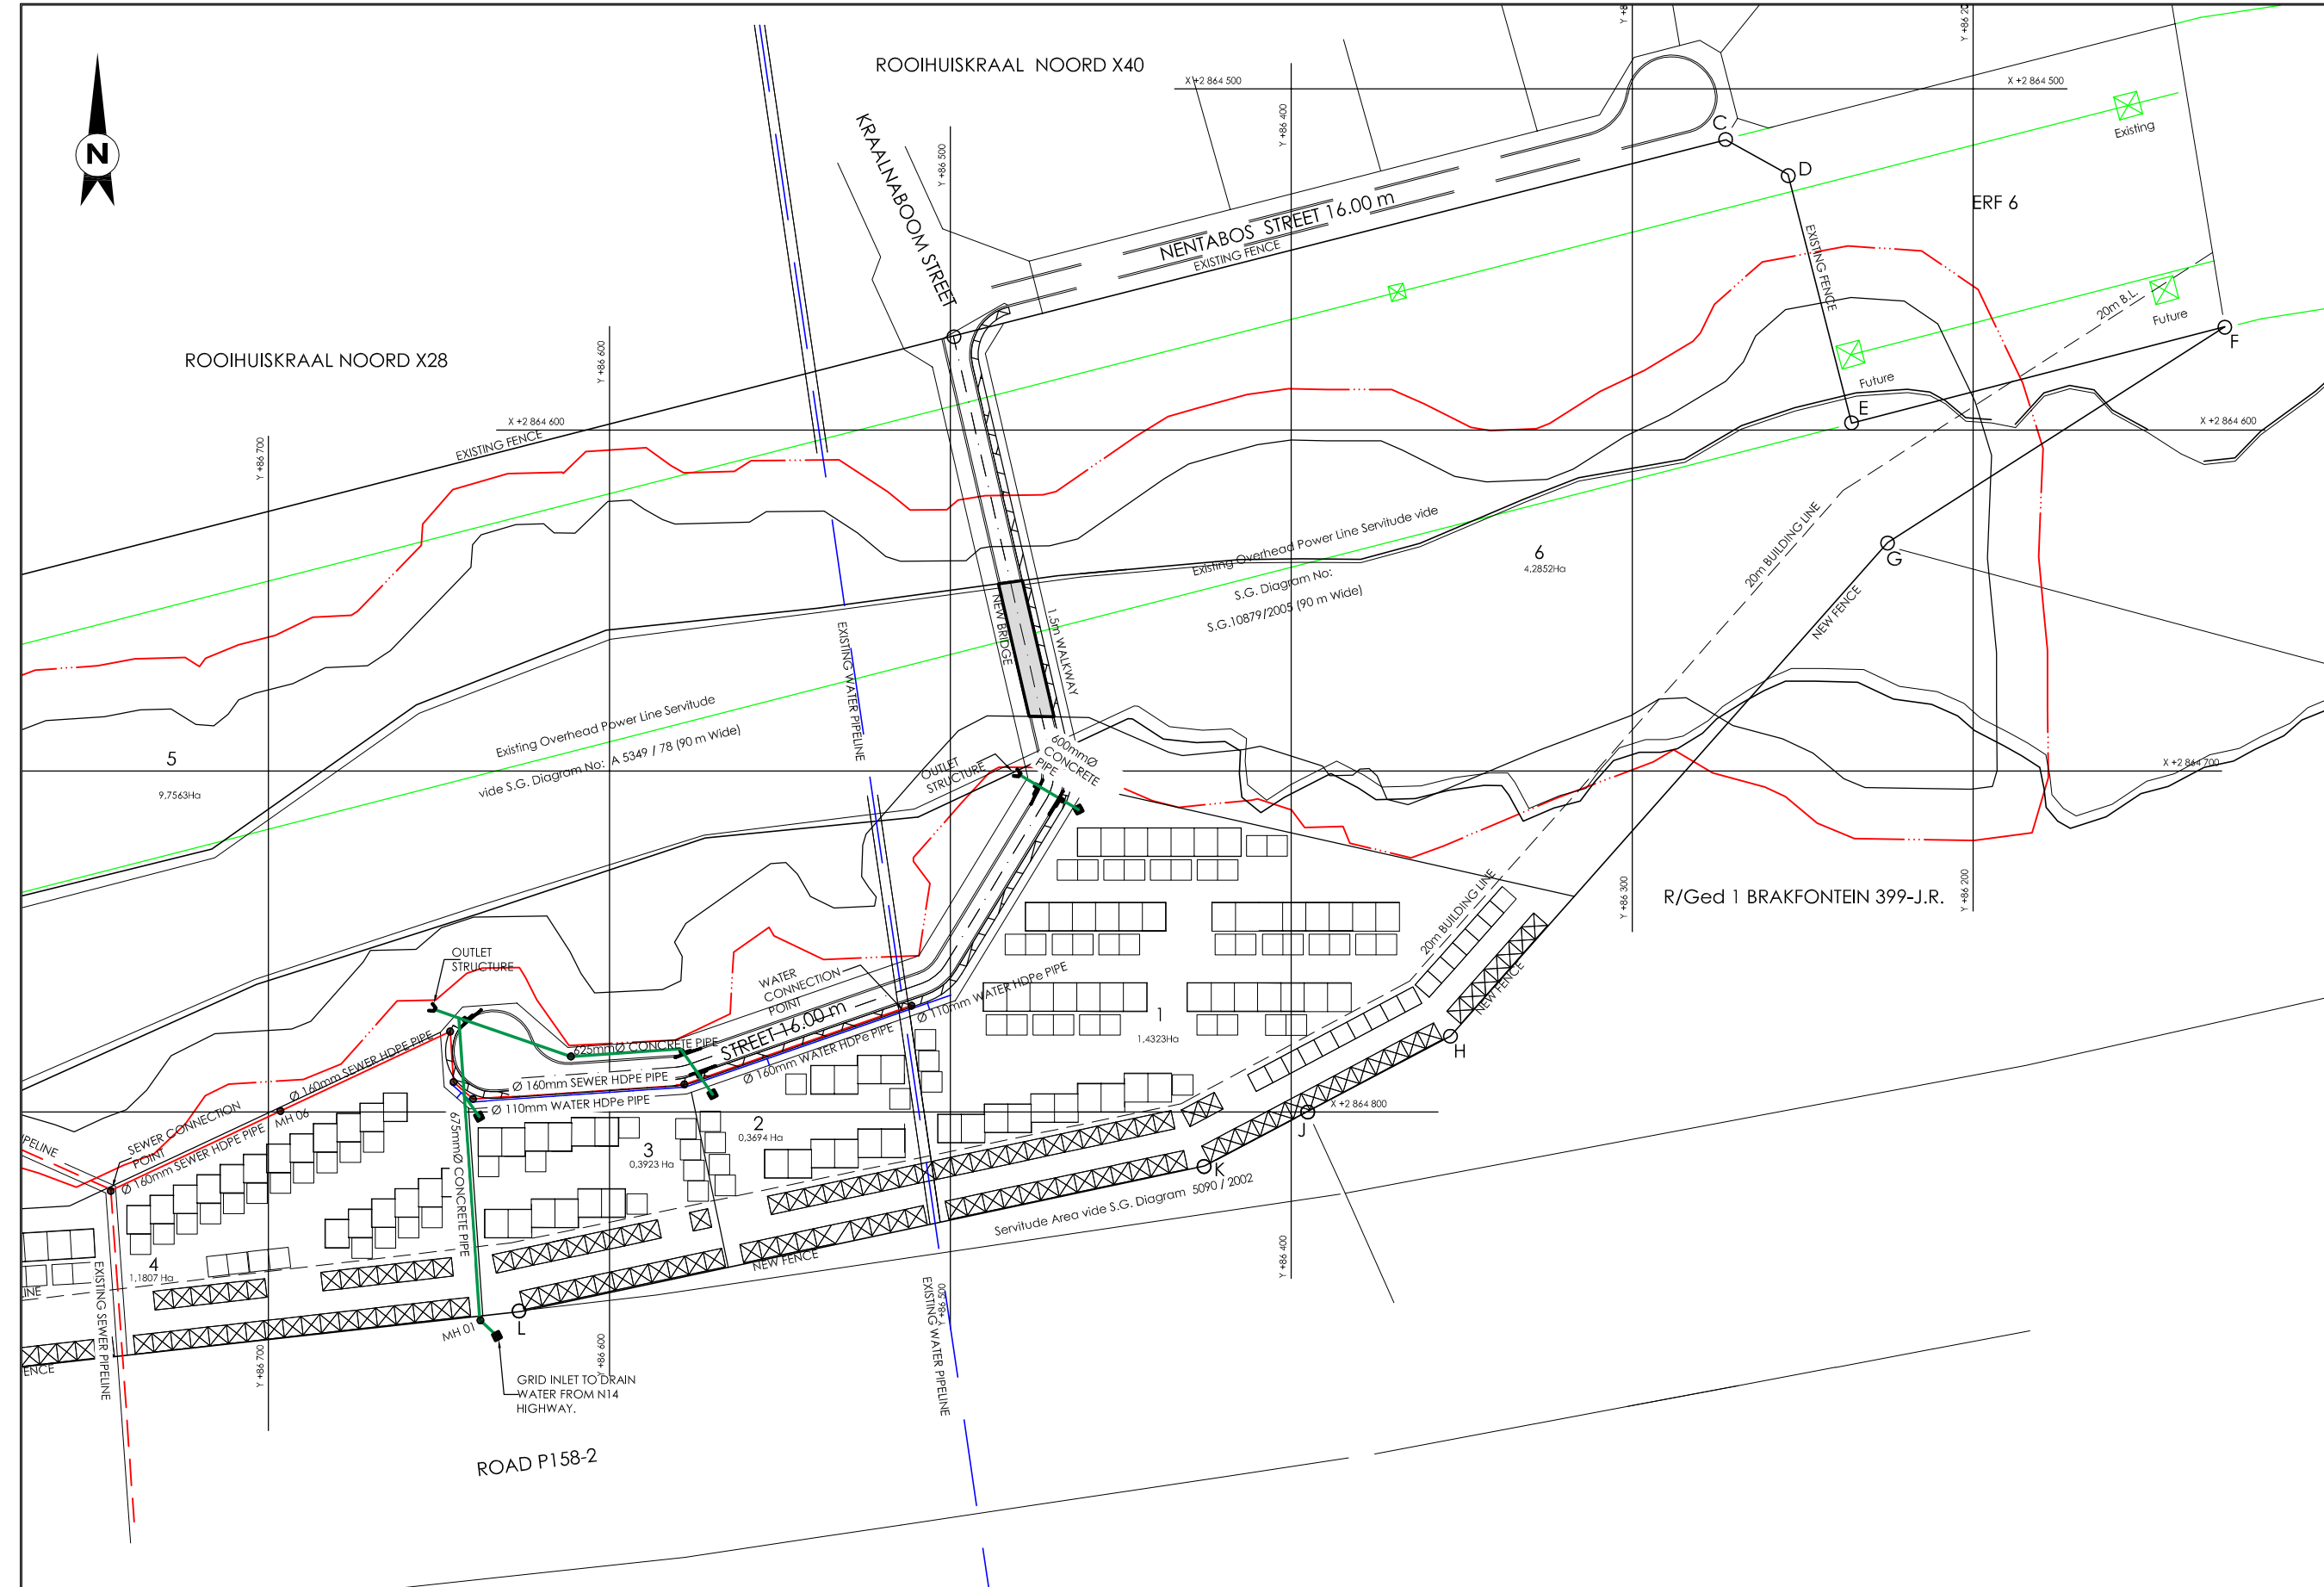 ROOIHUISKRAAL NOORD X40
N
KRAALNABOOM STREET
X +2 864 500
X +2 864 500
Y +86 400
Y +86 500
C
D
Existing
ERF 6
NENTABOS STREET 16.00 m
EXISTING FENCE
EXISTING FENCE
20m B.L.
Future
F
ROOIHUISKRAAL NOORD X28
Y +86 600
Future
E
X +2 864 600
X +2 864 600
EXISTING FENCE
Y +86 700
Existing Overhead Power Line Servitude vide
S.G. Diagram No:
S.G.10879/2005 (90 m Wide)
6
4,2852Ha
20m BUILDING LINE
G
NEW FENCE
NEW BRIDGE
1.5m WALKWAY
EXISTING WATER PIPELINE
Existing Overhead Power Line Servitude
vide S.G. Diagram No: A 5349 / 78 (90 m Wide)
5
9,7563Ha
OUTLET
STRUCTURE
600mmØ
CONCRETE
PIPE
X +2 864 700
R/Ged 1 BRAKFONTEIN 399-J.R.
Y +86 300
Y +86 200
20m BUILDING LINE
NEW FENCE
OUTLET
STRUCTURE
WATER
CONNECTION
POINT
Ø 110mm WATER HDPe PIPE
STREET 16.00 m
1
1,4323Ha
H
625mmØ CONCRETE PIPE
Ø 160mm WATER HDPe PIPE
Ø 160mm SEWER HDPE PIPE
Ø 160mm SEWER HDPE PIPE
Ø 110mm WATER HDPe PIPE
MH 06
SEWER CONNECTION
POINT
Ø 160mm SEWER HDPE PIPE
PELINE
675mmØ CONCRETE PIPE
3
0,3923 Ha
2
0,3694 Ha
X +2 864 800
J
K
Servitude Area vide S.G. Diagram 5090 / 2002
Y +86 400
4
1,1807 Ha
INE
NEW FENCE
EXISTING SEWER PIPELINE
EXISTING WATER PIPELINE
Y +86 500
MH 01
L
ENCE
Y +86 700
Y +86 600
GRID INLET TO DRAIN
WATER FROM N14
HIGHWAY.
ROAD P158-2